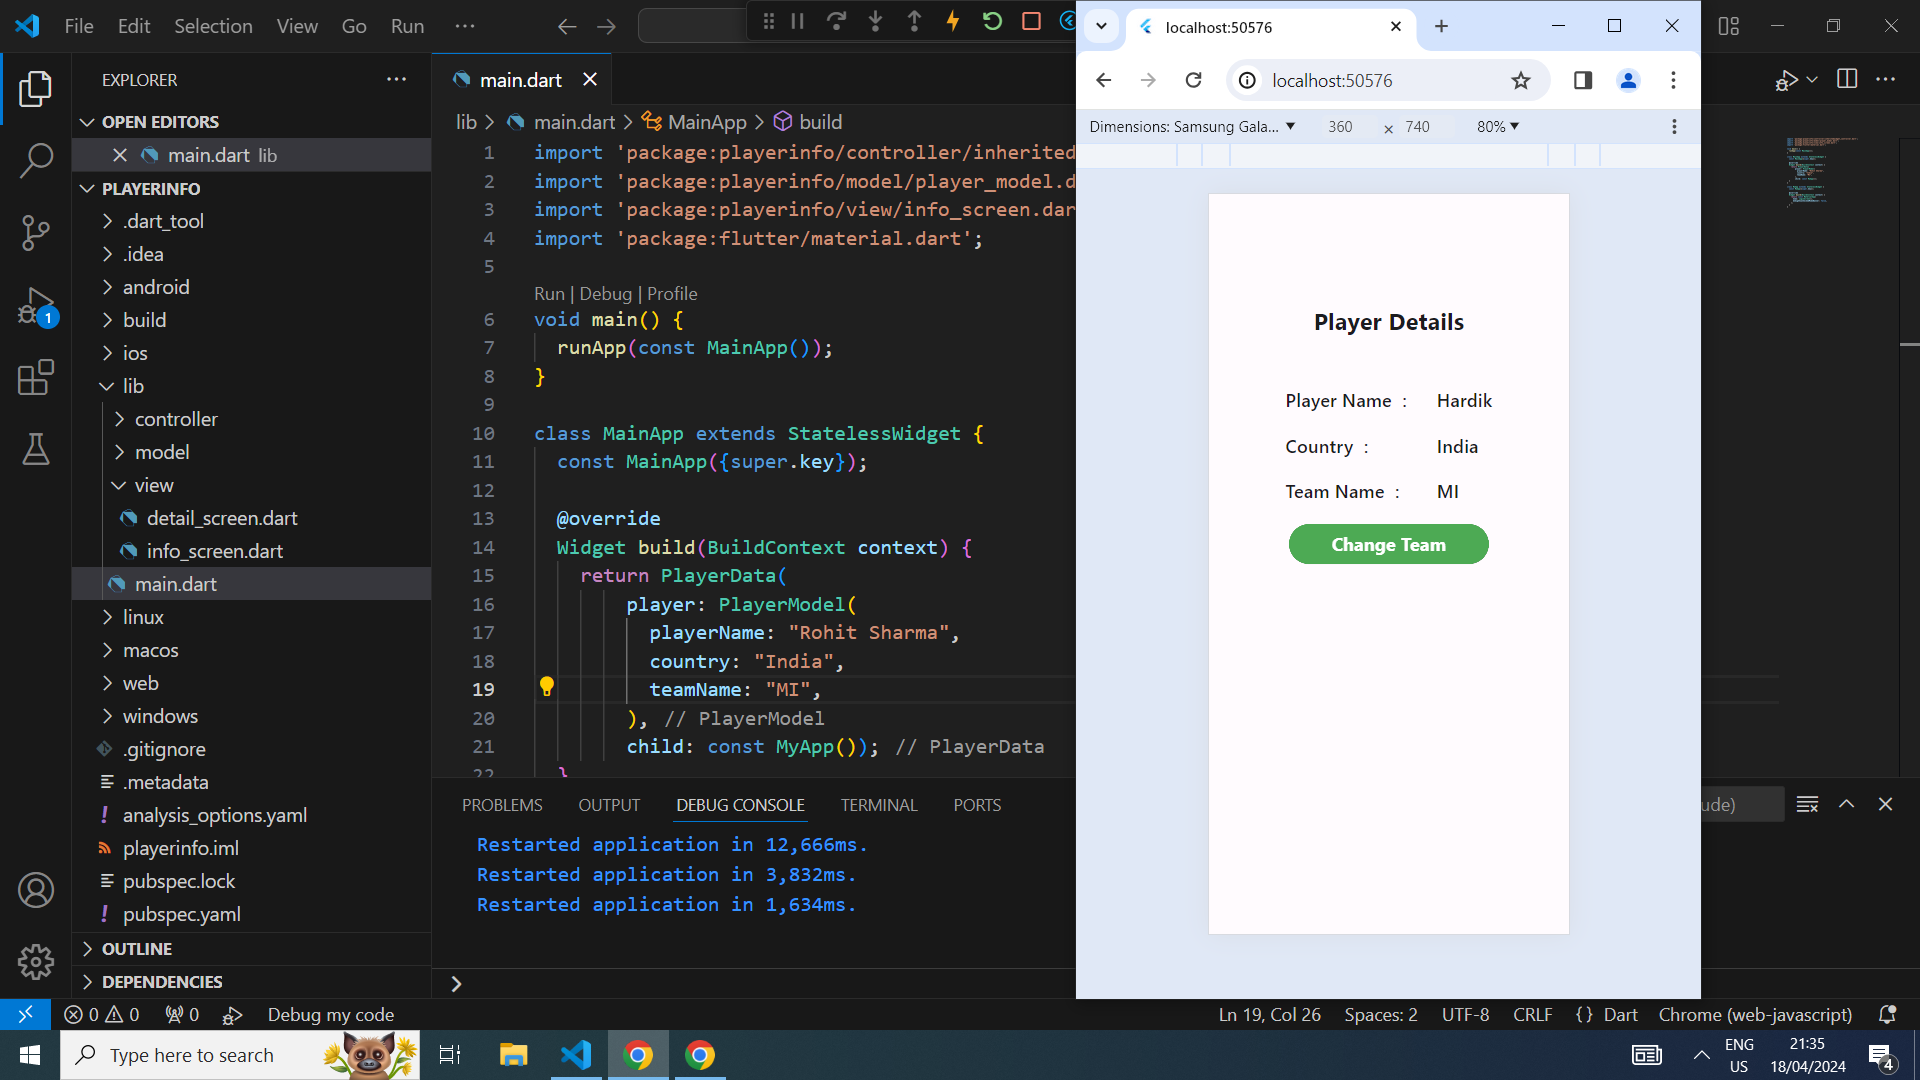 File Edit Selection View Go Run ···
EXPLORER
OPEN EDITORS
main.dart lib
PLAYERINFO
.dart_tool
.idea
android
build
ios
lib
controller
model
view
detail_screen.dart
info_screen.dart
main.dart
linux
macos
web
windows
.gitignore
.metadata
analysis_options.yaml
playerinfo.iml
pubspec.lock
pubspec.yaml
OUTLINE
DEPENDENCIES
main.dart
lib > main.dart > MainApp > build
1 import 'package:playerinfo/controller/inherited
2 import 'package:playerinfo/model/player_model.d
3 import 'package:playerinfo/view/info_screen.dar
4 import 'package:flutter/material.dart';
5
Run | Debug | Profile
6 void main() {
7 runApp(const MainApp());
8 }
9
10 class MainApp extends StatelessWidget {
11 const MainApp({super.key});
12
13 @override
14 Widget build(BuildContext context) {
15 return PlayerData(
16 player: PlayerModel(
17 playerName: "Rohit Sharma",
18 country: "India",
19 teamName: "MI",
20 ), // PlayerModel
21 child: const MyApp()); // PlayerData
22 }
PROBLEMS OUTPUT DEBUG CONSOLE TERMINAL PORTS
ude)
Restarted application in 12,666ms.
Restarted application in 3,832ms.
Restarted application in 1,634ms.
localhost:50576
localhost:50576
Dimensions: Samsung Gala... 360 × 740 80%
Player Details
Player Name : Hardik
Country : India
Team Name : MI
Change Team
1
0 0 0 Debug my code
Ln 19, Col 26 Spaces: 2 UTF-8 CRLF {} Dart Chrome (web-javascript)
Type here to search
ENG
US
21:35
18/04/2024
4